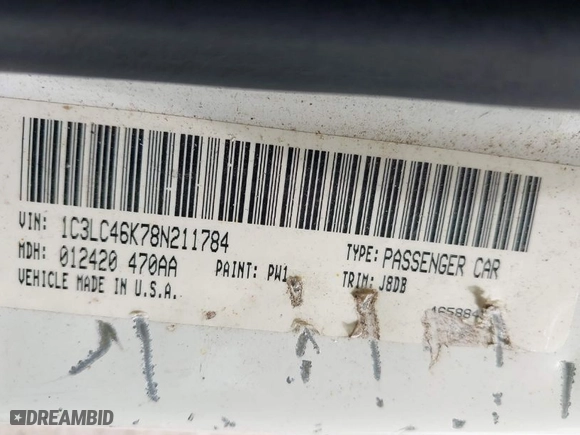 VIN: 1C3LC46K78N211784
TYPE: PASSENGER CAR
MDH: 012420 470AA
PAINT: PW1
TRIM: J8DB
VEHICLE MADE IN U.S.A.
DREAMBID